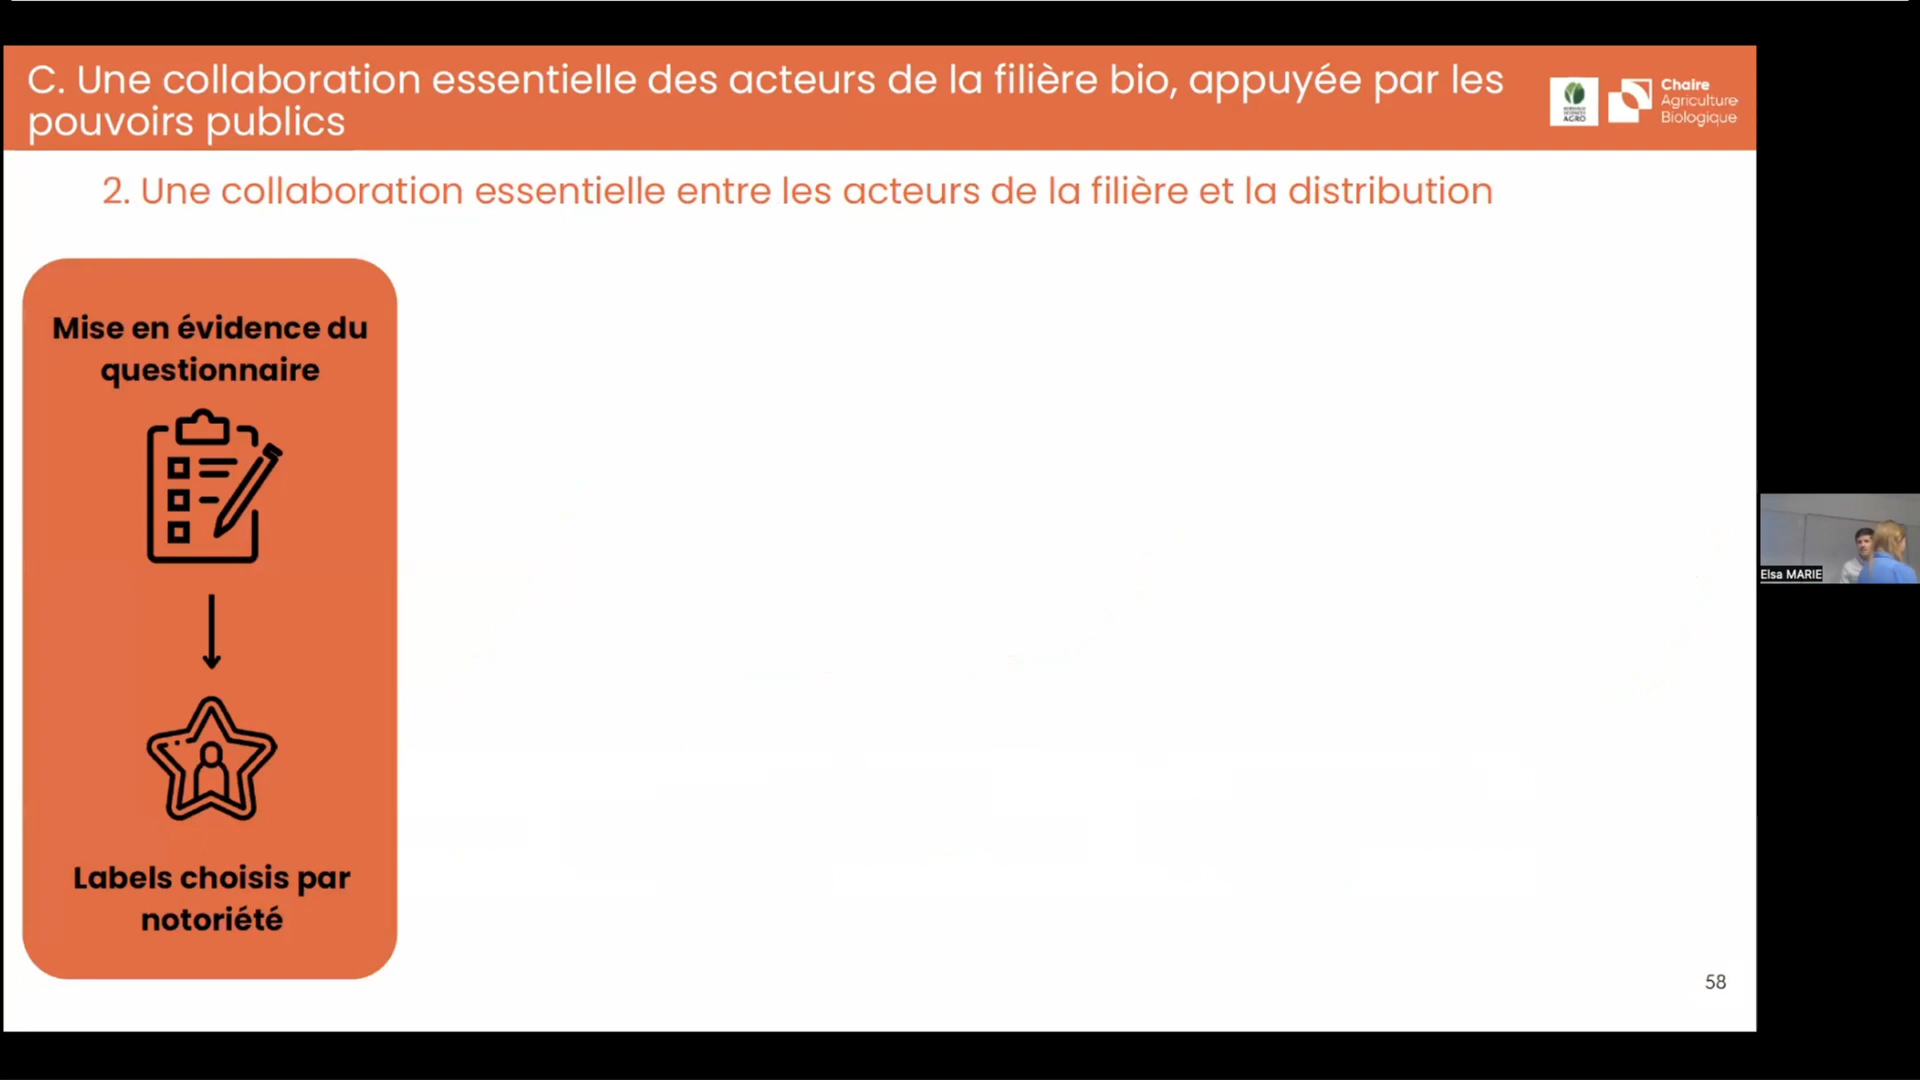 C. Une collaboration essentielle des acteurs de la filière bio, appuyée par les
pouvoirs publics
Chaire
Agriculture
Biologique
AGRO
2. Une collaboration essentielle entre les acteurs de la filière et la distribution
Mise en évidence du
questionnaire
Labels choisis par
notoriété
Elsa MARIE
58